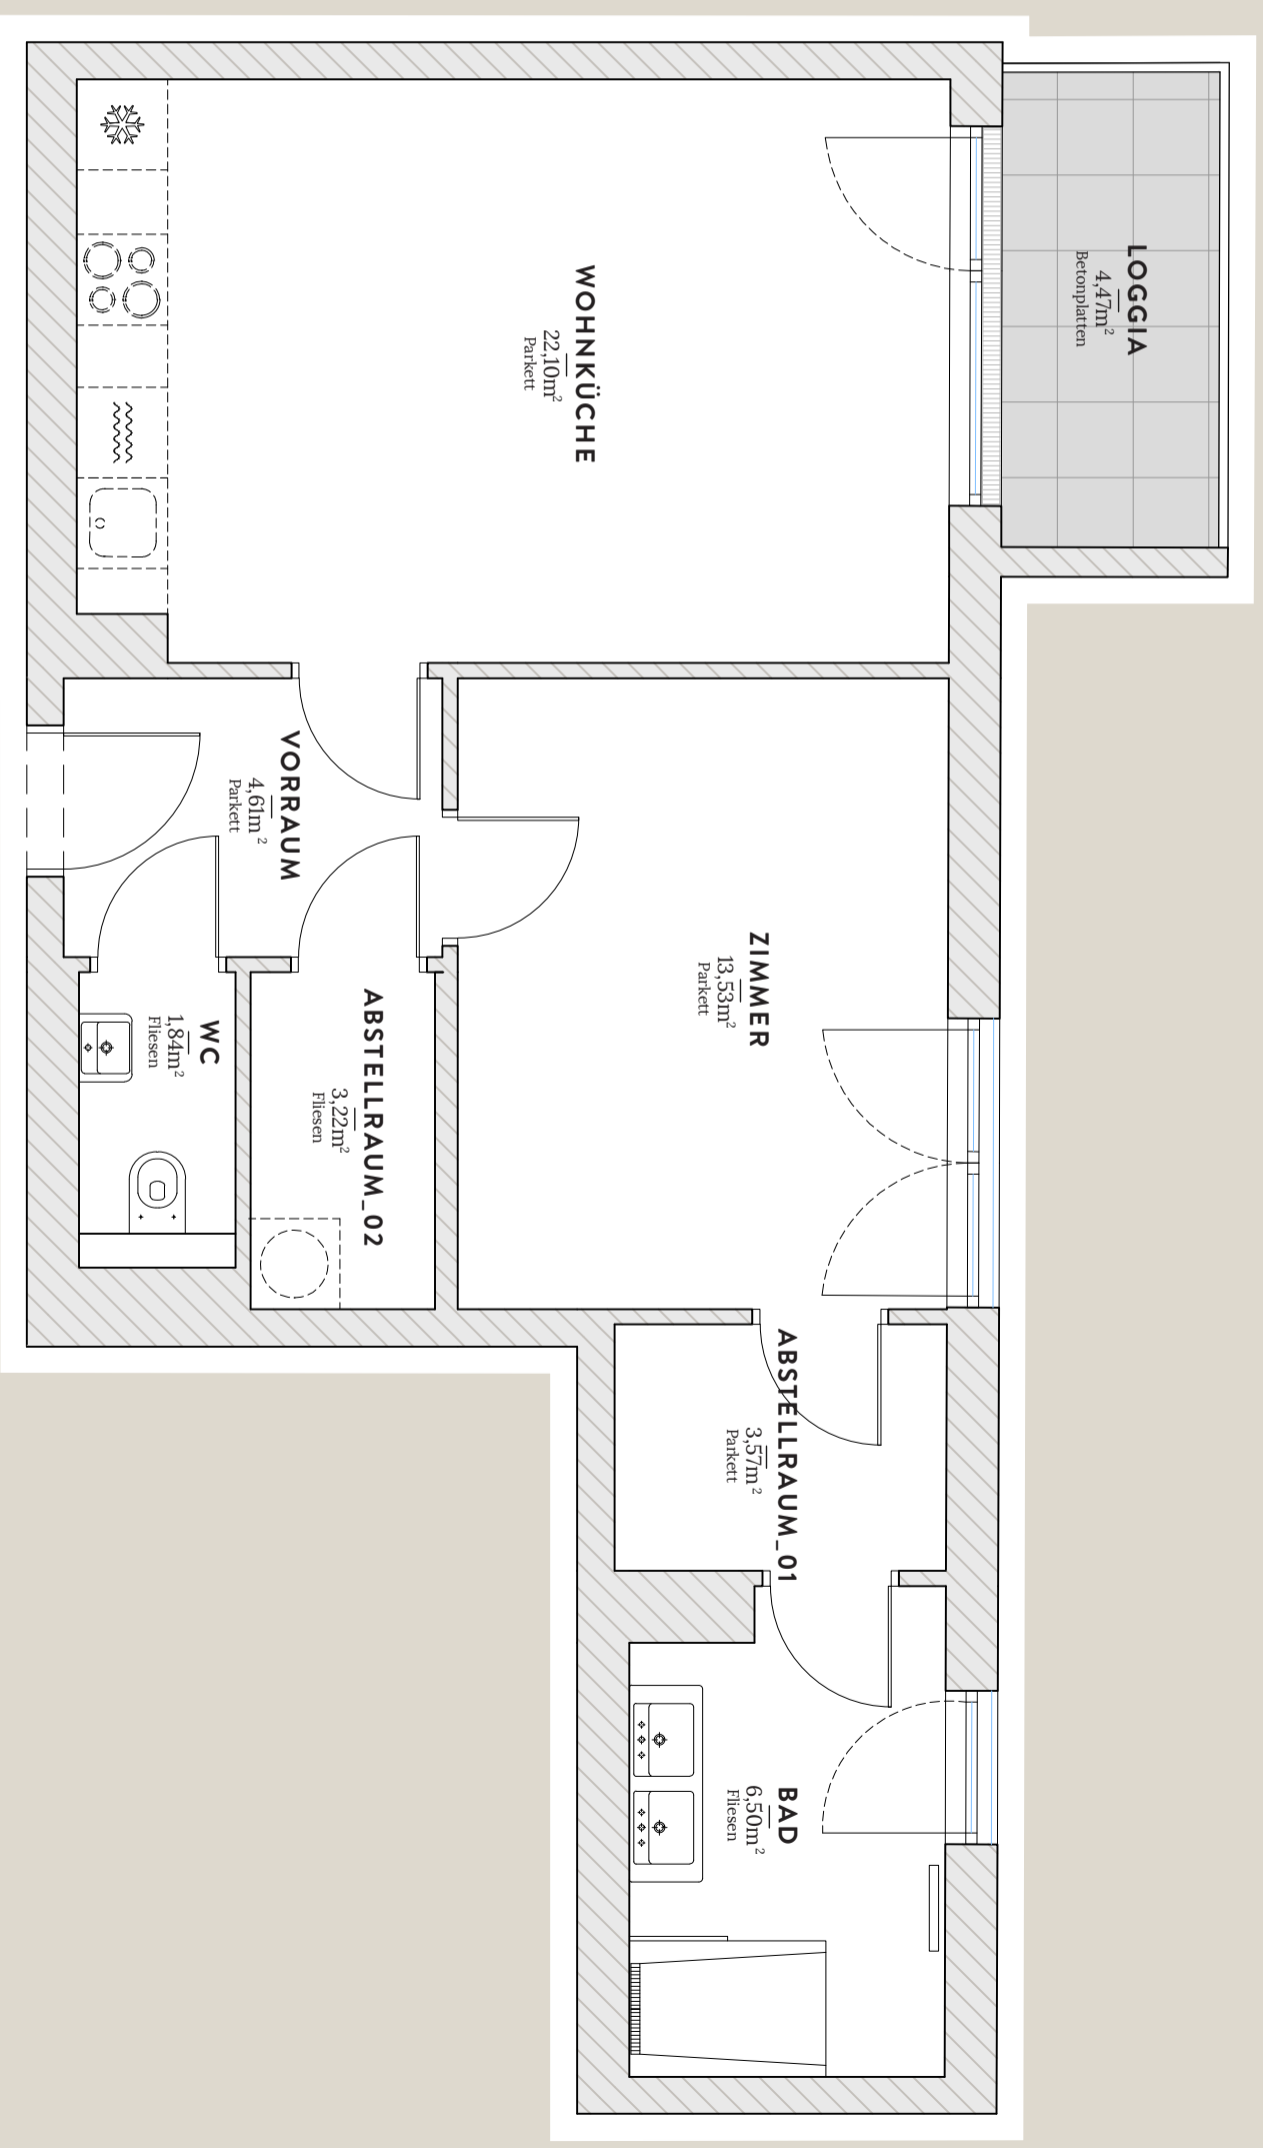 LOGGIA
4,47m²
Betonplatten
WOHNKÜCHE
22,10m²
Parkett
VORRAUM
4,61m²
Parkett
ZIMMER
13,53m²
Parkett
WC
1,84m²
Fliesen
ABSTELLRAUM_02
3,22m²
Fliesen
ABSTELLRAUM_01
3,57m²
Parkett
BAD
6,50m²
Fliesen